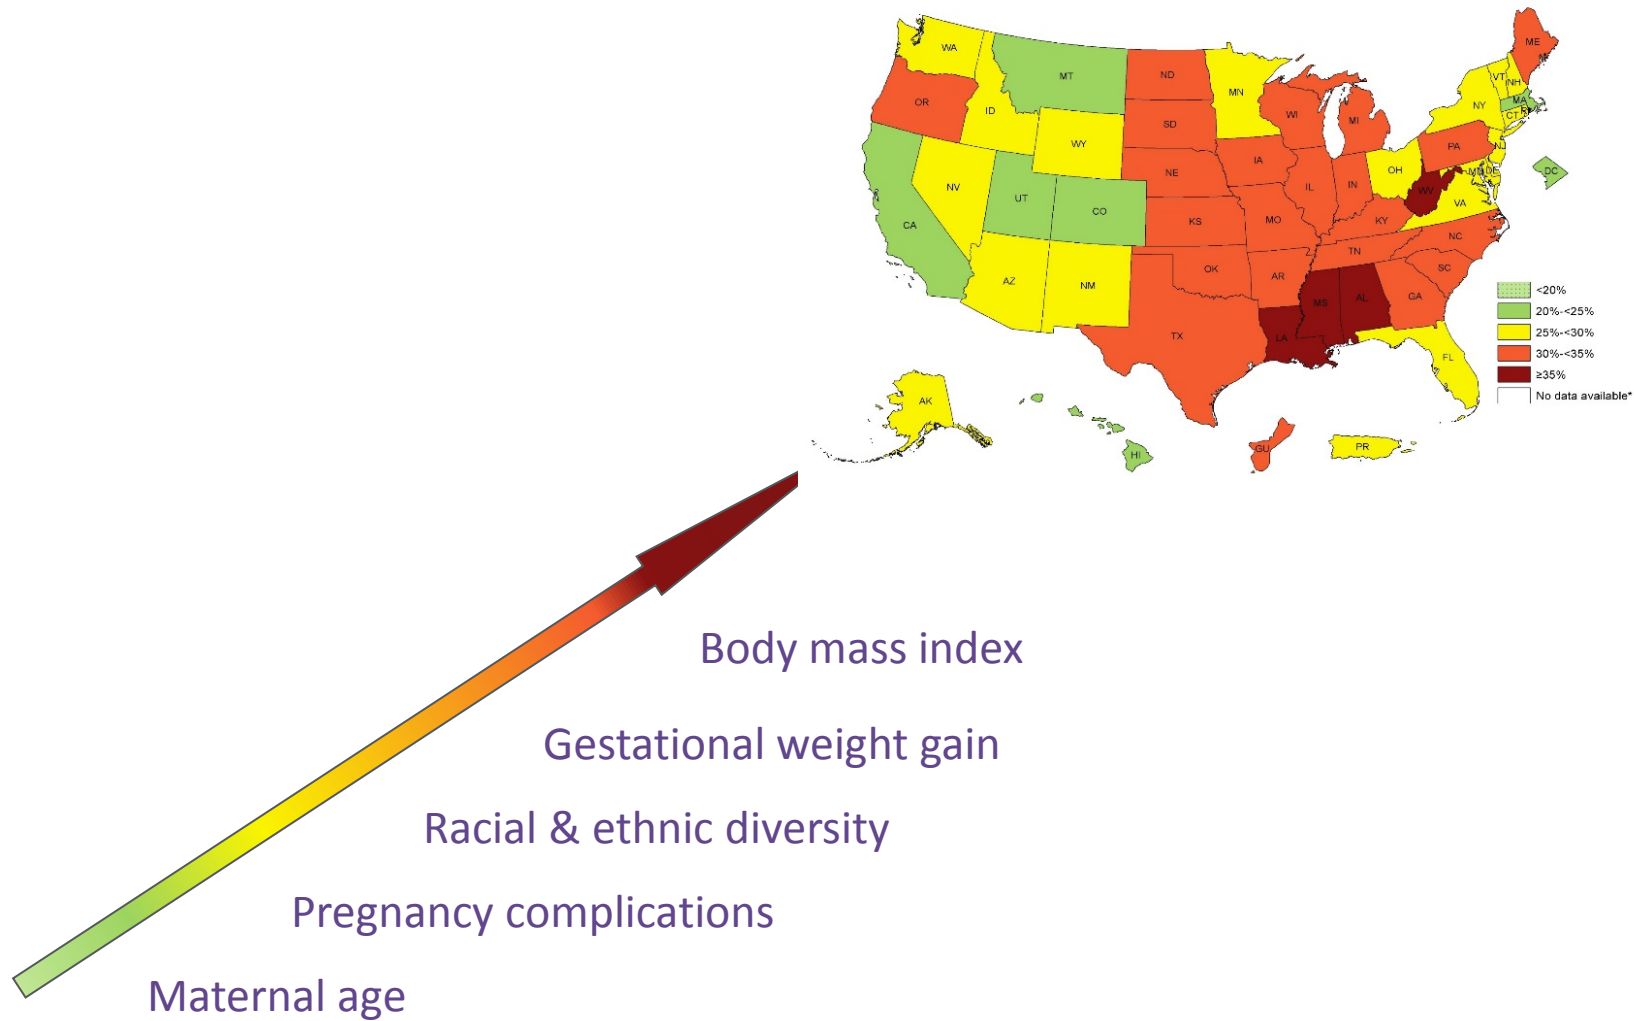 ME
WA
MT
ND
MN
VT
NH
OR
ID
WI
MI
NY
MA
CT
SD
WY
PA
NJ
IA
NE
OH
MD
DE
DC
NV
UT
CO
IL
IN
WV
VA
CA
KS
MO
KY
NC
TN
AZ
NM
OK
AR
SC
MS
AL
GA
TX
LA
FL
AK
HI
GU
PR
<20%
20%-<25%
25%-<30%
30%-<35%
≥35%
No data available*
Body mass index
Gestational weight gain
Racial & ethnic diversity
Pregnancy complications
Maternal age